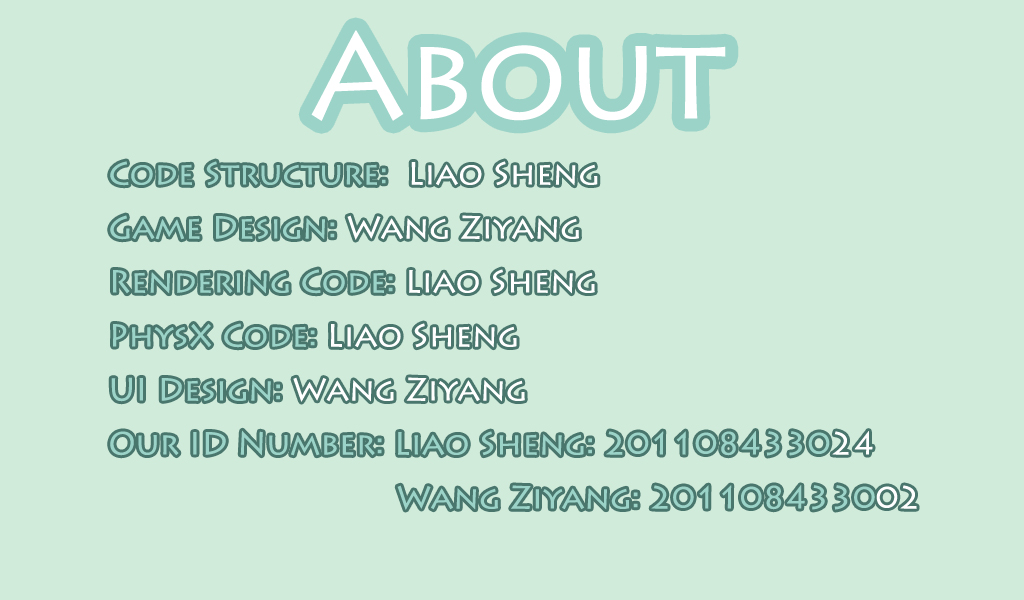 About
Code Structure: Liao Sheng
Game Design: Wang Ziyang
Rendering Code: Liao Sheng
PhysX Code: Liao Sheng
UI Design: Wang Ziyang
Our ID Number: Liao Sheng: 201108433024
Wang Ziyang: 201108433002